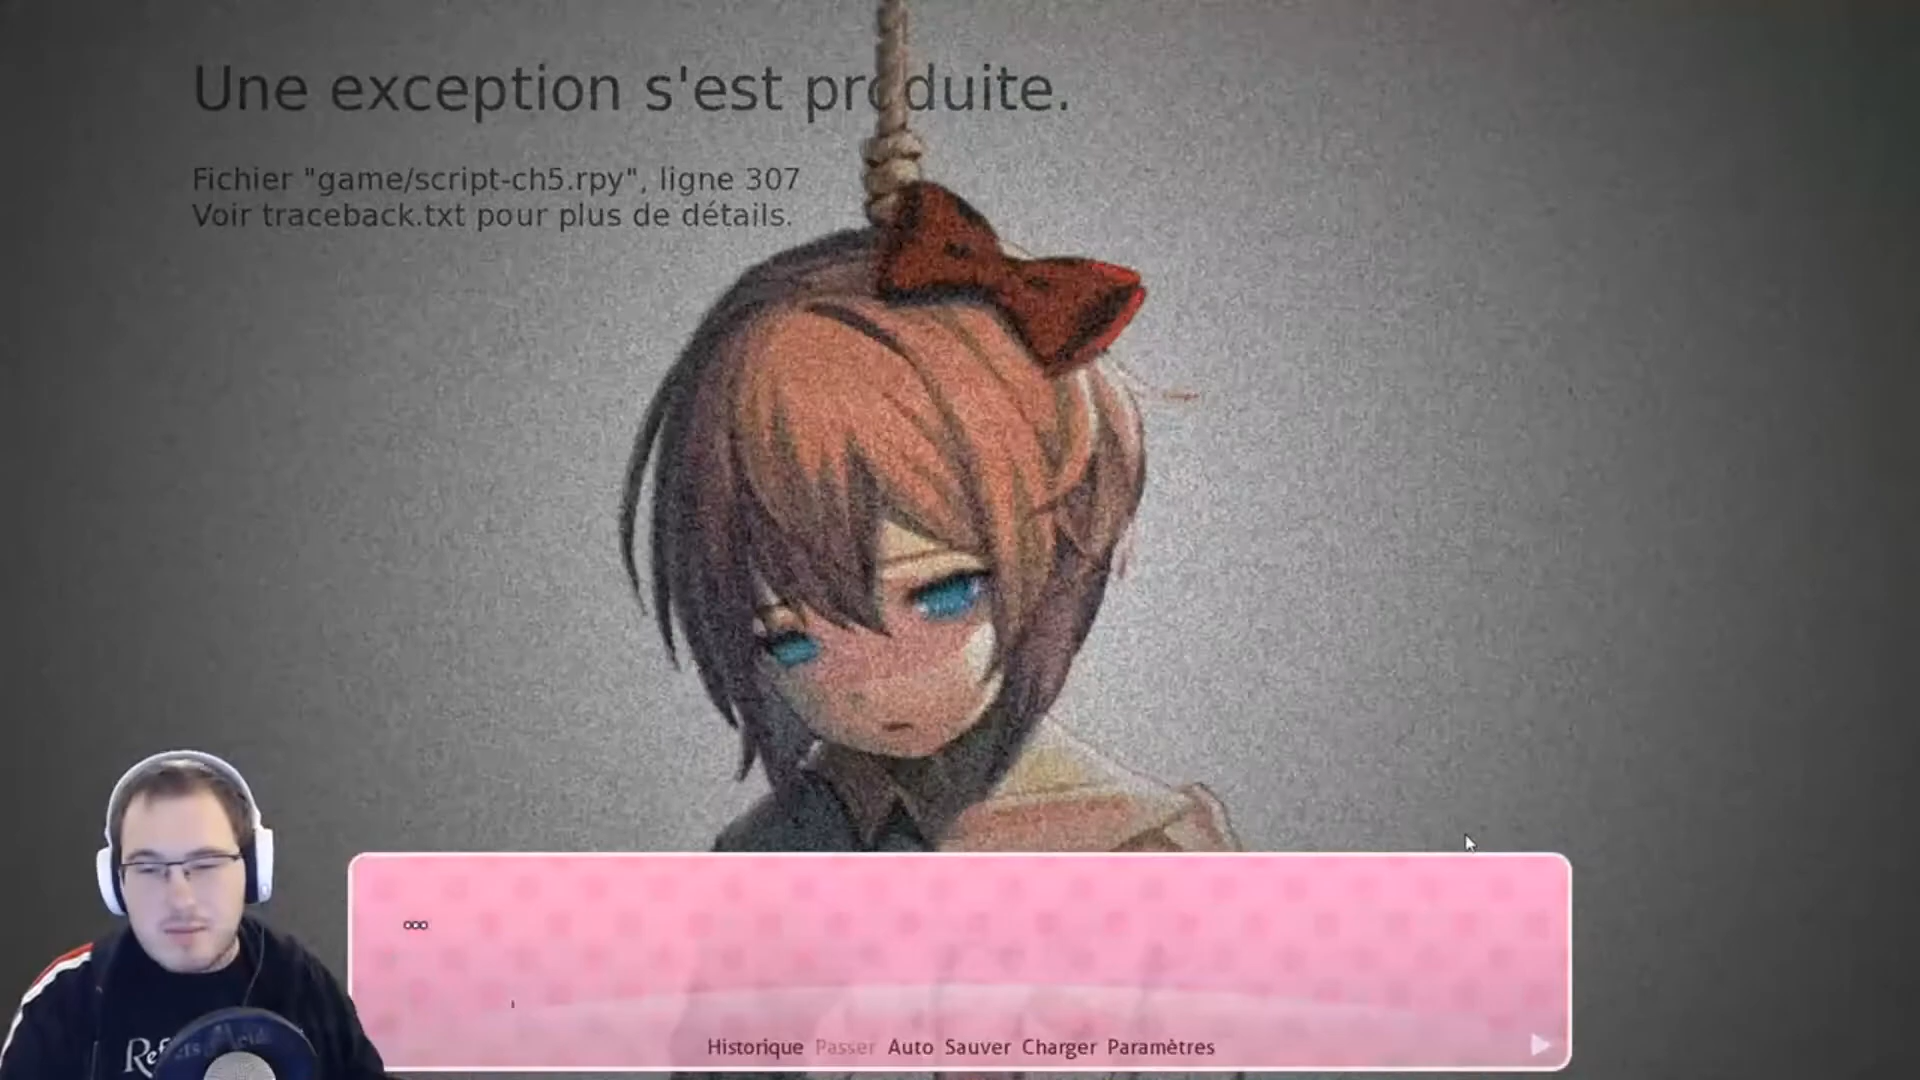 Une exception s'est produite.
Fichier "game/script-ch5.rpy", ligne 307
Voir traceback.txt pour plus de détails.
...
Historique Passer Auto Sauver Charger Paramètres